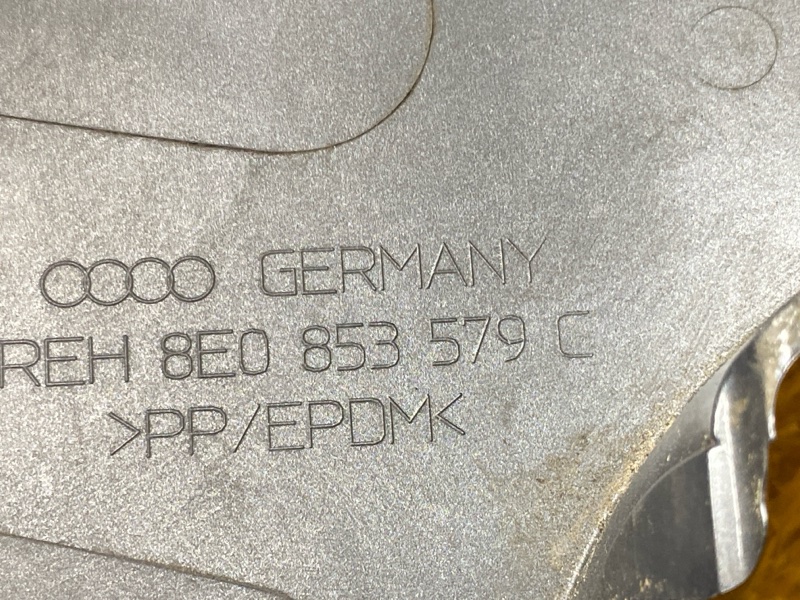 GERMANY
REH 8E0 853 579 C
>PP/EPDM<